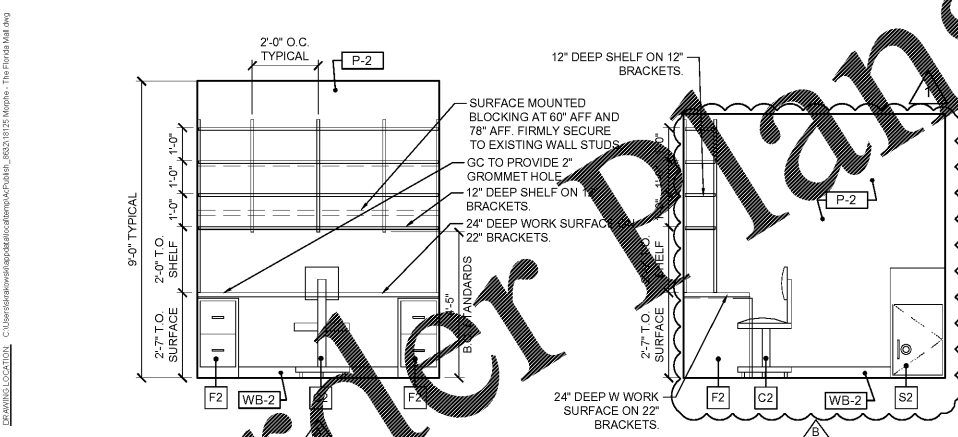 DRAWING LOCATION: C:\Users\skrakowski\appdata\local\temp\AcPublish_8632\18125 Morphe - The Florida Mall.dwg
2'-0" O.C.
TYPICAL
P-2
9'-0" TYPICAL
1'-0"
1'-0"
1'-0"
2'-0" T.O.
SHELF
2'-7" T.O.
SURFACE
SURFACE MOUNTED
BLOCKING AT 60" AFF AND
78" AFF. FIRMLY SECURE
TO EXISTING WALL STUDS
GC TO PROVIDE 2"
GROMMET HOLE
12" DEEP SHELF ON 12"
BRACKETS.
24" DEEP WORK SURFACE ON
22" BRACKETS.
STANDARDS
F2
WB-2
C2
F2
12" DEEP SHELF ON 12"
BRACKETS.
P-2
SHELF
2'-7" T.O.
SURFACE
24" DEEP W WORK
SURFACE ON 22"
BRACKETS.
F2
C2
WB-2
S2
1
B
der Plans